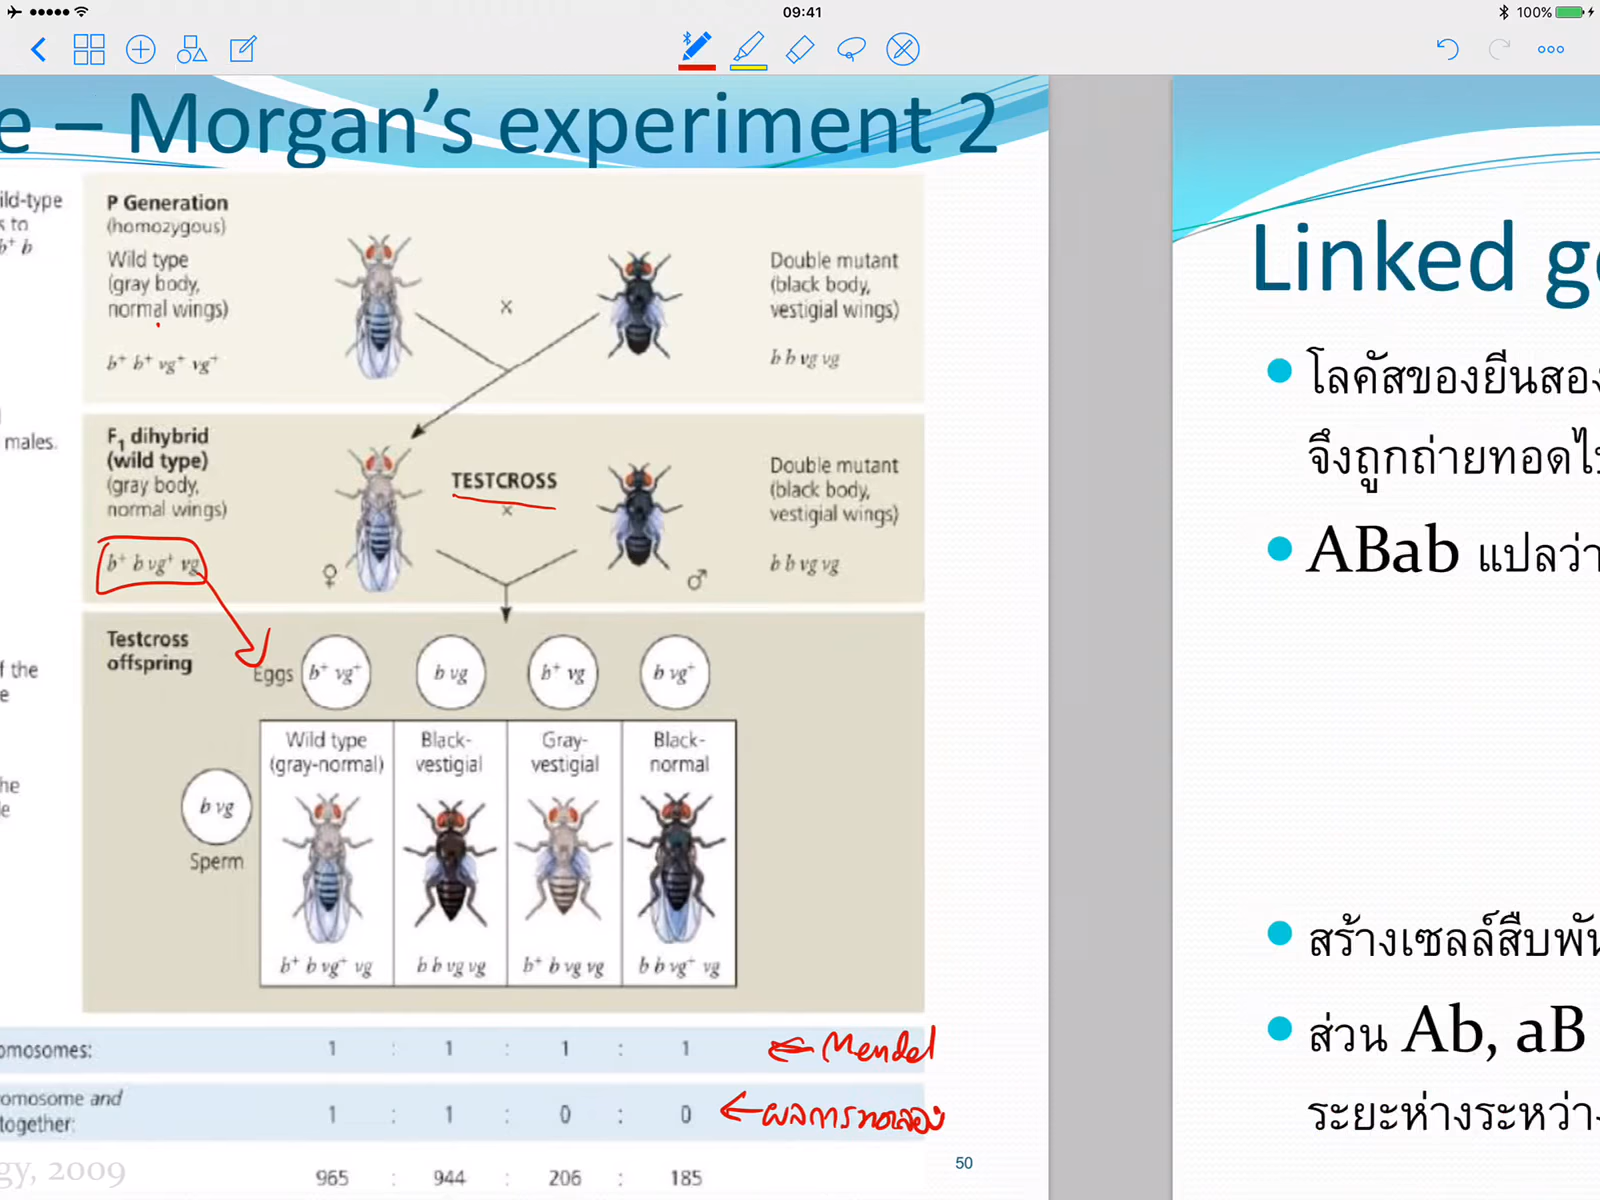 09:41
100%
e – Morgan's experiment 2
ild-type
s to
b⁺ b
males.
f the
e
he
le
P Generation
(homozygous)
Wild type
(gray body,
normal wings)
b⁺ b⁺ vg⁺ vg⁺
x
Double mutant
(black body,
vestigial wings)
b b vg vg
F₁ dihybrid
(wild type)
(gray body,
normal wings)
b⁺ b vg⁺ vg
♀
TESTCROSS
x
♂
Double mutant
(black body,
vestigial wings)
b b vg vg
Testcross
offspring
Eggs
b⁺ vg⁺
b vg
b⁺ vg
b vg⁺
b vg
Sperm
Wild type
(gray-normal)
Black-
vestigial
Gray-
vestigial
Black-
normal
b⁺ b vg⁺ vg
b b vg vg
b⁺ b vg vg
b b vg⁺ vg
omosomes:
1 : 1 : 1 : 1
← Mendel
omosome and
together:
1 : 1 : 0 : 0
← ผลการทดลอง
965 : 944 : 206 : 185
gy, 2009
50
Linked ge
โลคัสของยีนสอง
จึงถูกถ่ายทอดไ
ABab แปลว่า
สร้างเซลล์สืบพัน
ส่วน Ab, aB
ระยะห่างระหว่าง